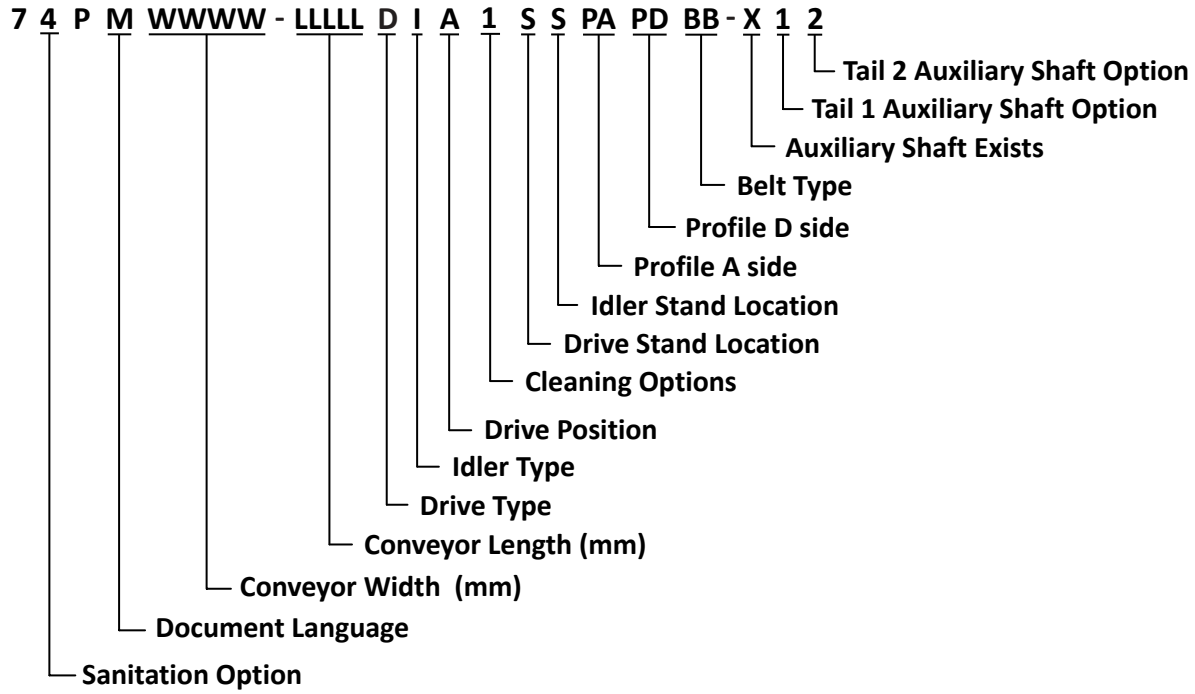 7 4 P M WWWW - LLLLL D I A 1 S S PA PD BB - X 1 2
Tail 2 Auxiliary Shaft Option
Tail 1 Auxiliary Shaft Option
Auxiliary Shaft Exists
Belt Type
Profile D side
Profile A side
Idler Stand Location
Drive Stand Location
Cleaning Options
Drive Position
Idler Type
Drive Type
Conveyor Length (mm)
Conveyor Width (mm)
Document Language
Sanitation Option